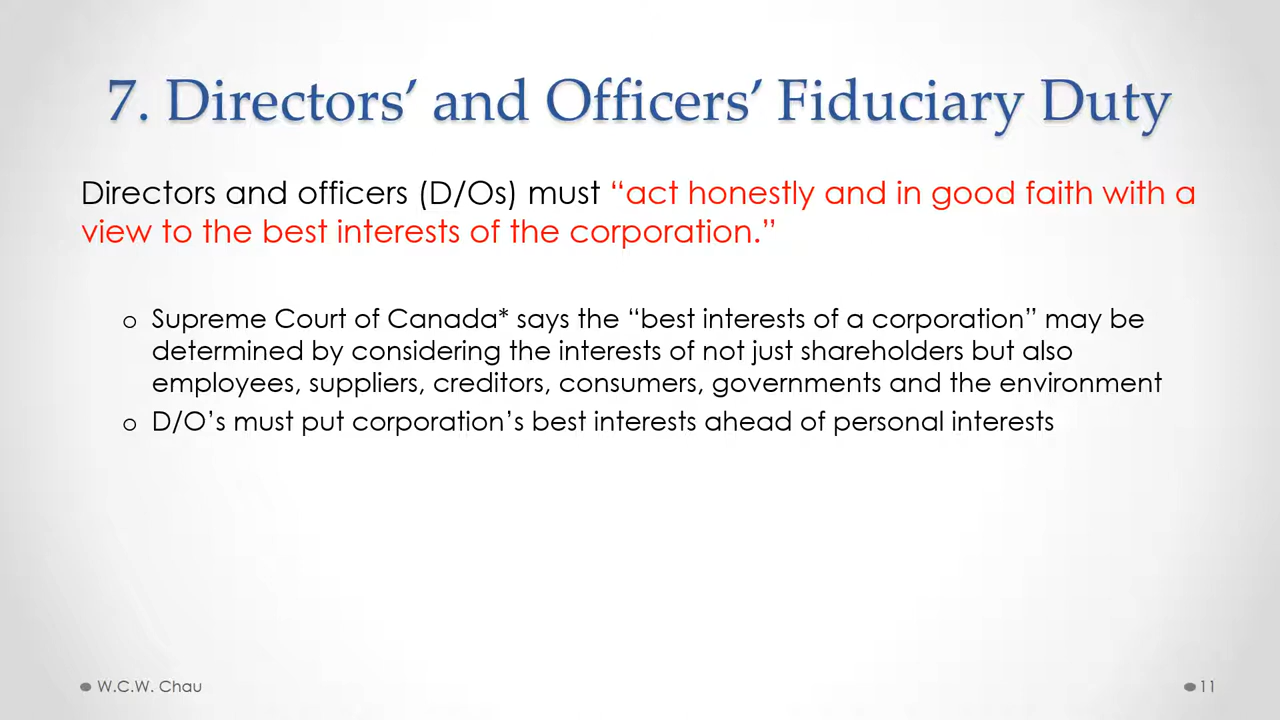 7. Directors’ and Officers’ Fiduciary Duty
Directors and officers (D/Os) must “act honestly and in good faith with a
view to the best interests of the corporation.”
o Supreme Court of Canada* says the “best interests of a corporation” may be
determined by considering the interests of not just shareholders but also
employees, suppliers, creditors, consumers, governments and the environment
o D/O’s must put corporation’s best interests ahead of personal interests
● W.C.W. Chau
● 11